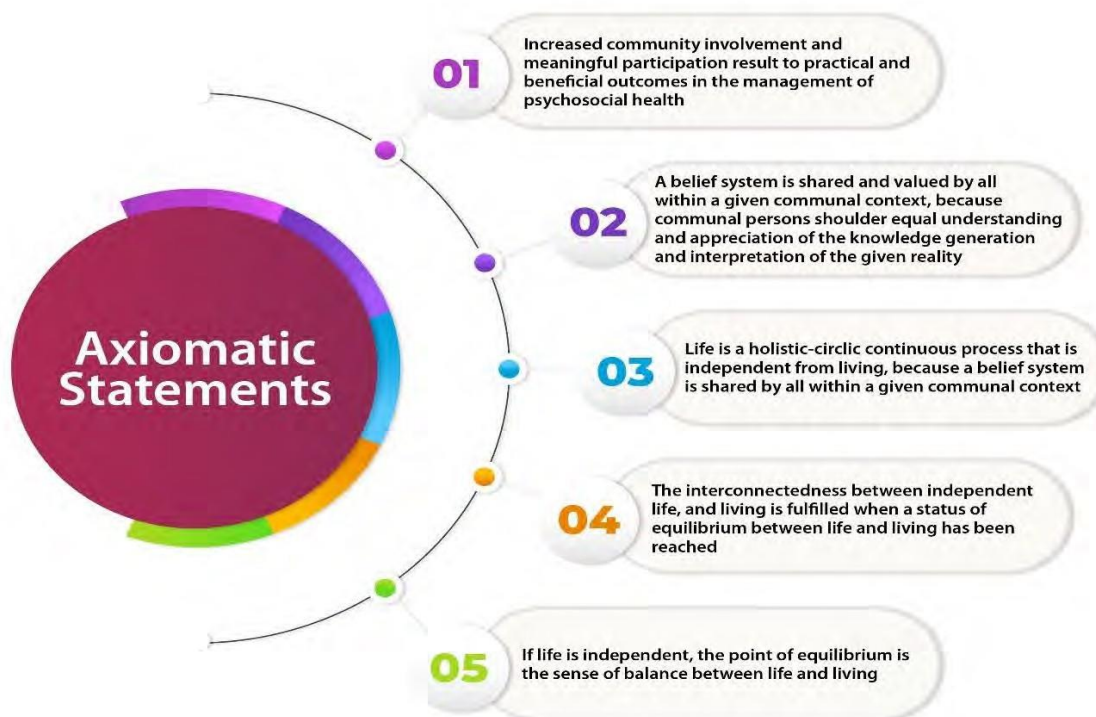 Axiomatic
Statements
01
Increased community involvement and
meaningful participation result to practical and
beneficial outcomes in the management of
psychosocial health
02
A belief system is shared and valued by all
within a given communal context, because
communal persons shoulder equal understanding
and appreciation of the knowledge generation
and interpretation of the given reality
03
Life is a holistic-circlic continuous process that is
independent from living, because a belief system
is shared by all within a given communal context
04
The interconnectedness between independent
life, and living is fulfilled when a status of
equilibrium between life and living has been
reached
05
If life is independent, the point of equilibrium is
the sense of balance between life and living